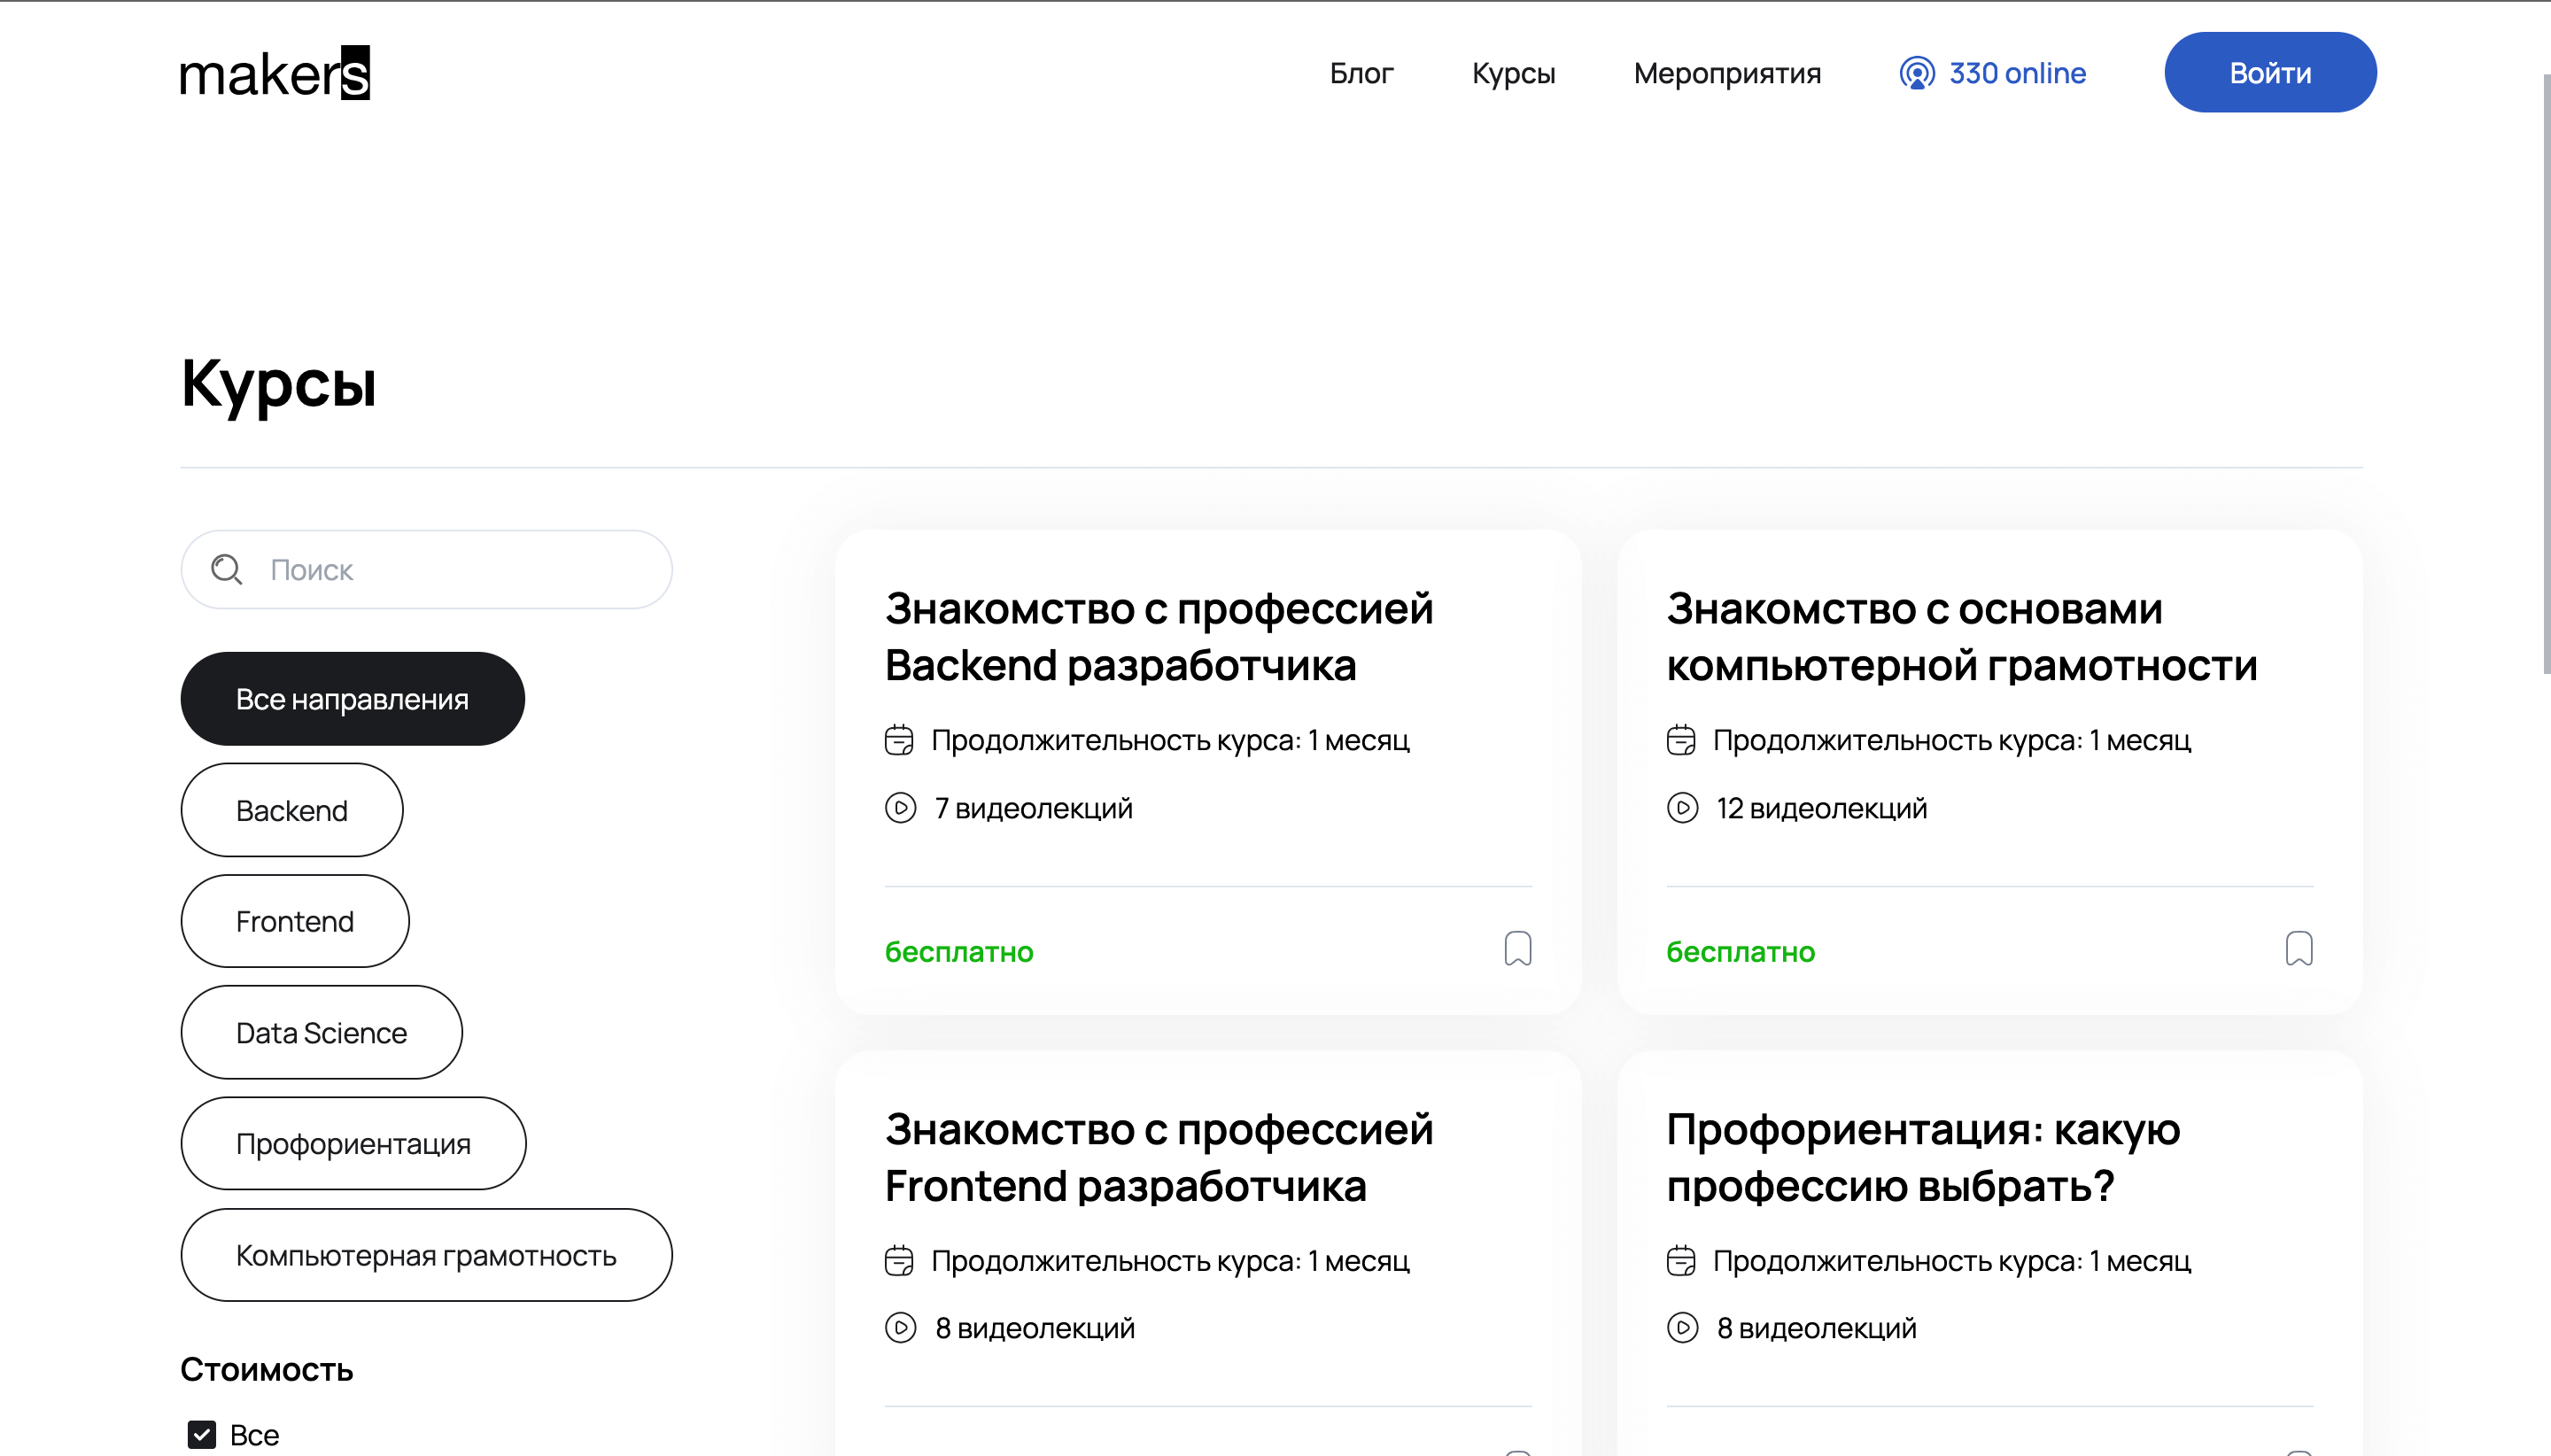 makers
Блог
Курсы
Мероприятия
330 online
Войти
Курсы
Поиск
Все направления
Backend
Frontend
Data Science
Профориентация
Компьютерная грамотность
Стоимость
Все
Знакомство с профессией
Backend разработчика
Продолжительность курса: 1 месяц
7 видеолекций
бесплатно
Знакомство с основами
компьютерной грамотности
Продолжительность курса: 1 месяц
12 видеолекций
бесплатно
Знакомство с профессией
Frontend разработчика
Продолжительность курса: 1 месяц
8 видеолекций
Профориентация: какую
профессию выбрать?
Продолжительность курса: 1 месяц
8 видеолекций